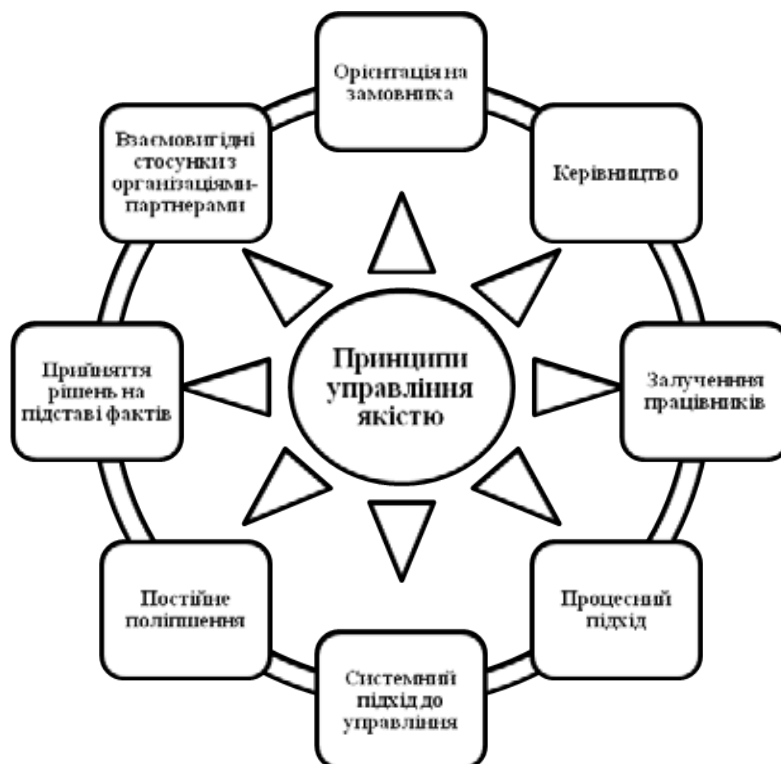 Орієнтація на
замовника
Керівництво
Залучення
працівників
Процесний
підхід
Системний
підхід до
управління
Постійне
поліпшення
Прийняття
рішень на
підставі фактів
Взаємовигідні
стосунки з
організаціями-
партнерами
Принципи
управління
якістю